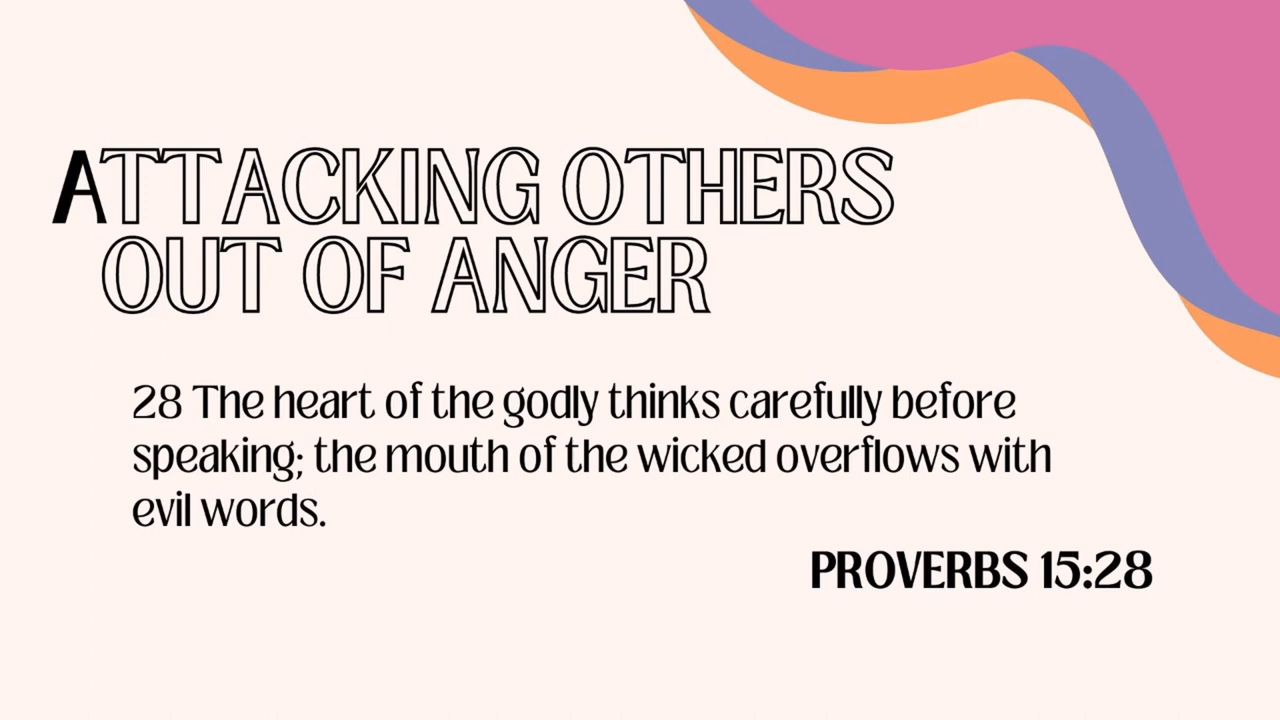 ATTACKING OTHERS
OUT OF ANGER
28 The heart of the godly thinks carefully before
speaking; the mouth of the wicked overflows with
evil words.
PROVERBS 15:28